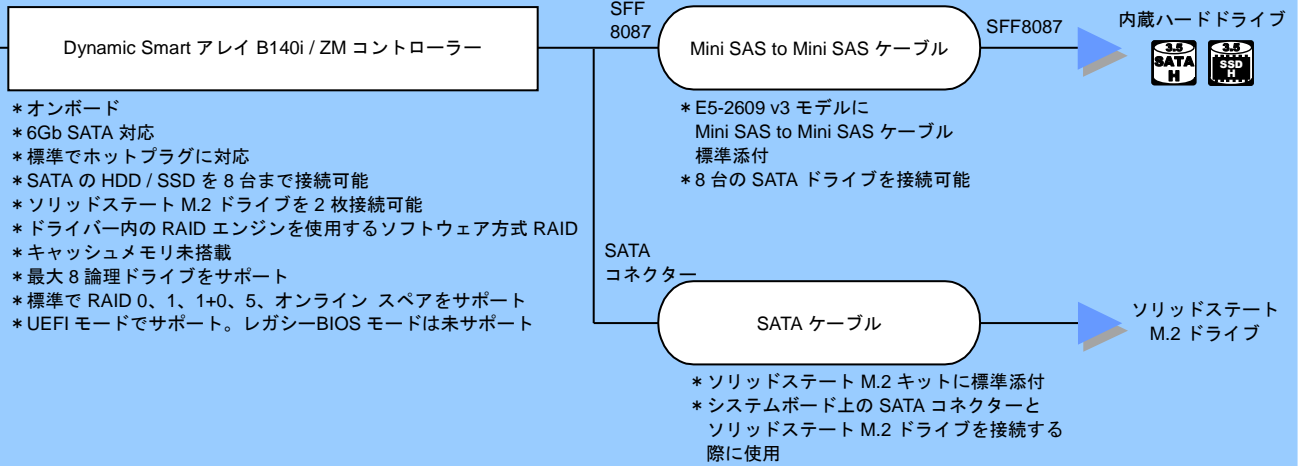 Dynamic Smart アレイ B140i / ZM コントローラー
＊オンボード
＊6Gb SATA 対応
＊標準でホットプラグに対応
＊SATA の HDD / SSD を 8 台まで接続可能
＊ソリッドステート M.2 ドライブを 2 枚接続可能
＊ドライバー内の RAID エンジンを使用するソフトウェア方式 RAID
＊キャッシュメモリ未搭載
＊最大 8 論理ドライブをサポート
＊標準で RAID 0、1、1+0、5、オンライン スペアをサポート
＊UEFI モードでサポート。レガシーBIOS モードは未サポート
SFF
8087
Mini SAS to Mini SAS ケーブル
SFF8087
内蔵ハードドライブ
3.5
SATA
H
3.5
SSD
H
＊E5-2609 v3 モデルに
Mini SAS to Mini SAS ケーブル
標準添付
＊8 台の SATA ドライブを接続可能
SATA
コネクター
SATA ケーブル
ソリッドステート
M.2 ドライブ
＊ソリッドステート M.2 キットに標準添付
＊システムボード上の SATA コネクターと
ソリッドステート M.2 ドライブを接続する
際に使用